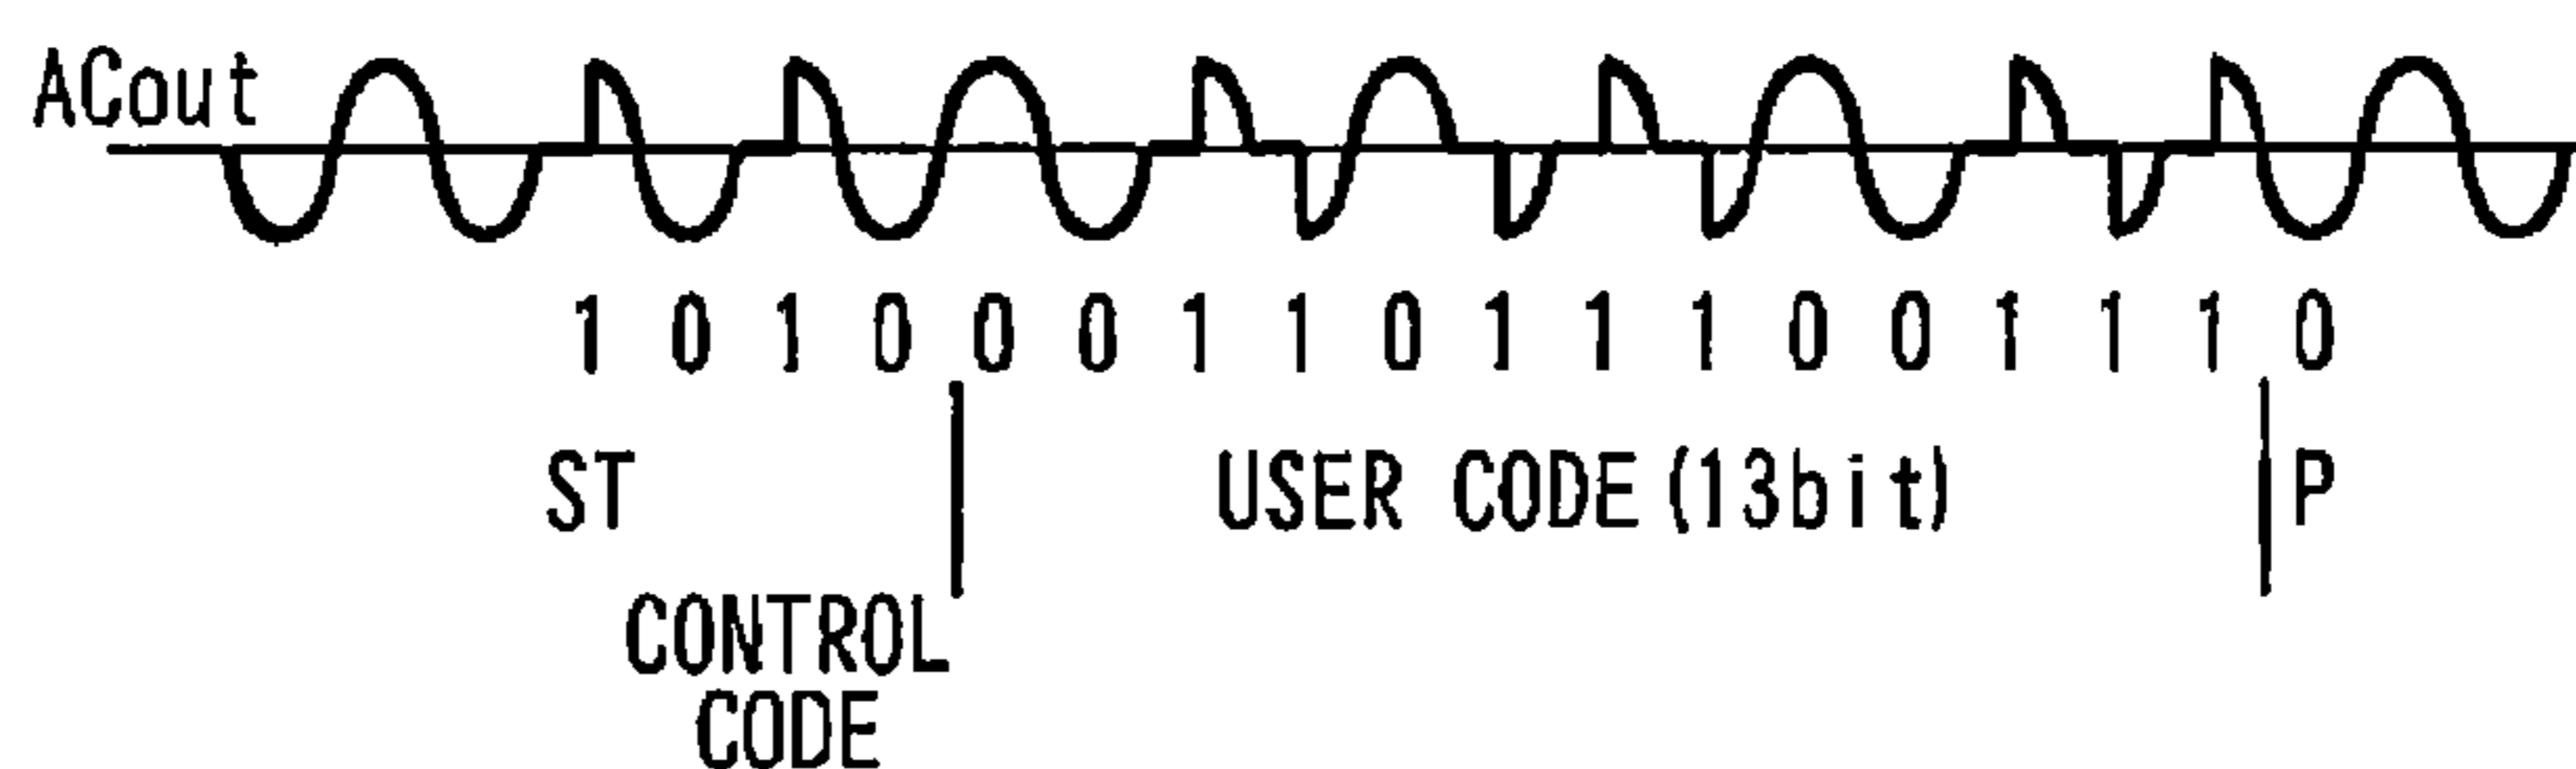 ACout
1 0 1 0 0 0 1 1 0 1 1 1 0 0 1 1 1 0
ST USER CODE (13bit) P
CONTROL
CODE